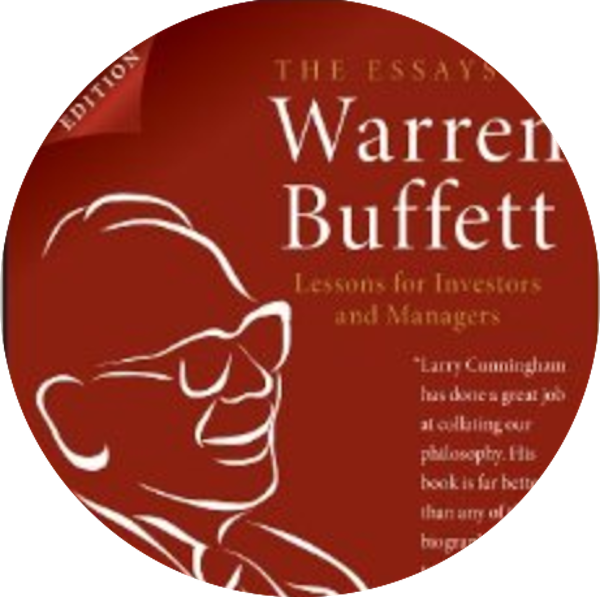 EDITION
THE ESSAYS
Warren
Buffett
Lessons for Investors
and Managers
"Larry Cunningham
has done a great job
at collating our
philosophy. His
book is far
than any of